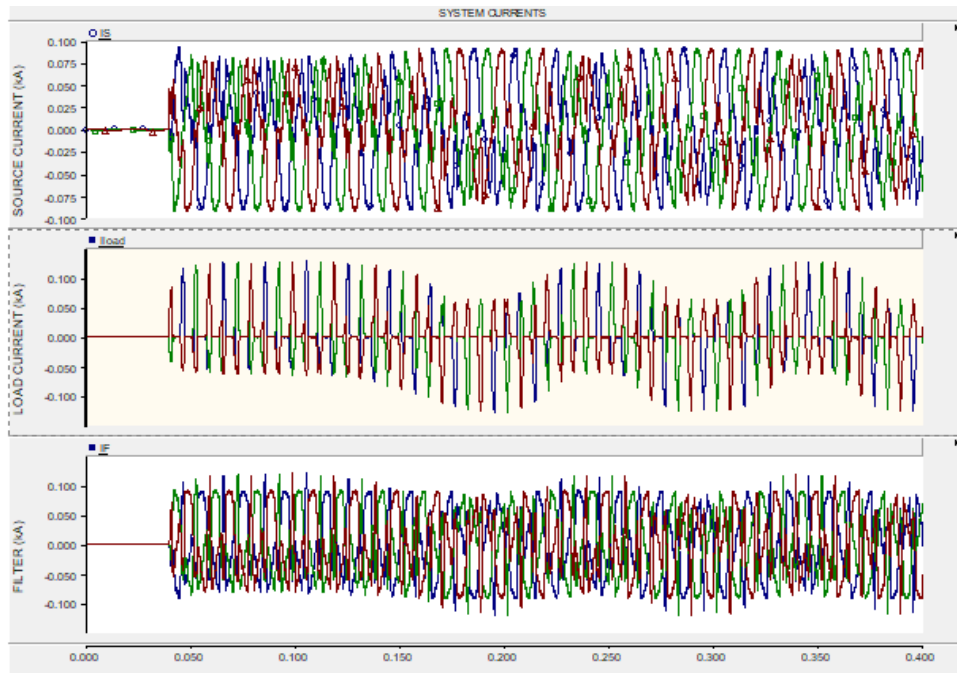 SYSTEM CURRENTS
IS
SOURCE CURRENT (kA)
0.100
0.075
0.050
0.025
0.000
-0.025
-0.050
-0.075
-0.100
Iload
LOAD CURRENT (kA)
0.100
0.050
0.000
-0.050
-0.100
IF
FILTER (kA)
0.100
0.050
0.000
-0.050
-0.100
0.000 0.050 0.100 0.150 0.200 0.250 0.300 0.350 0.400